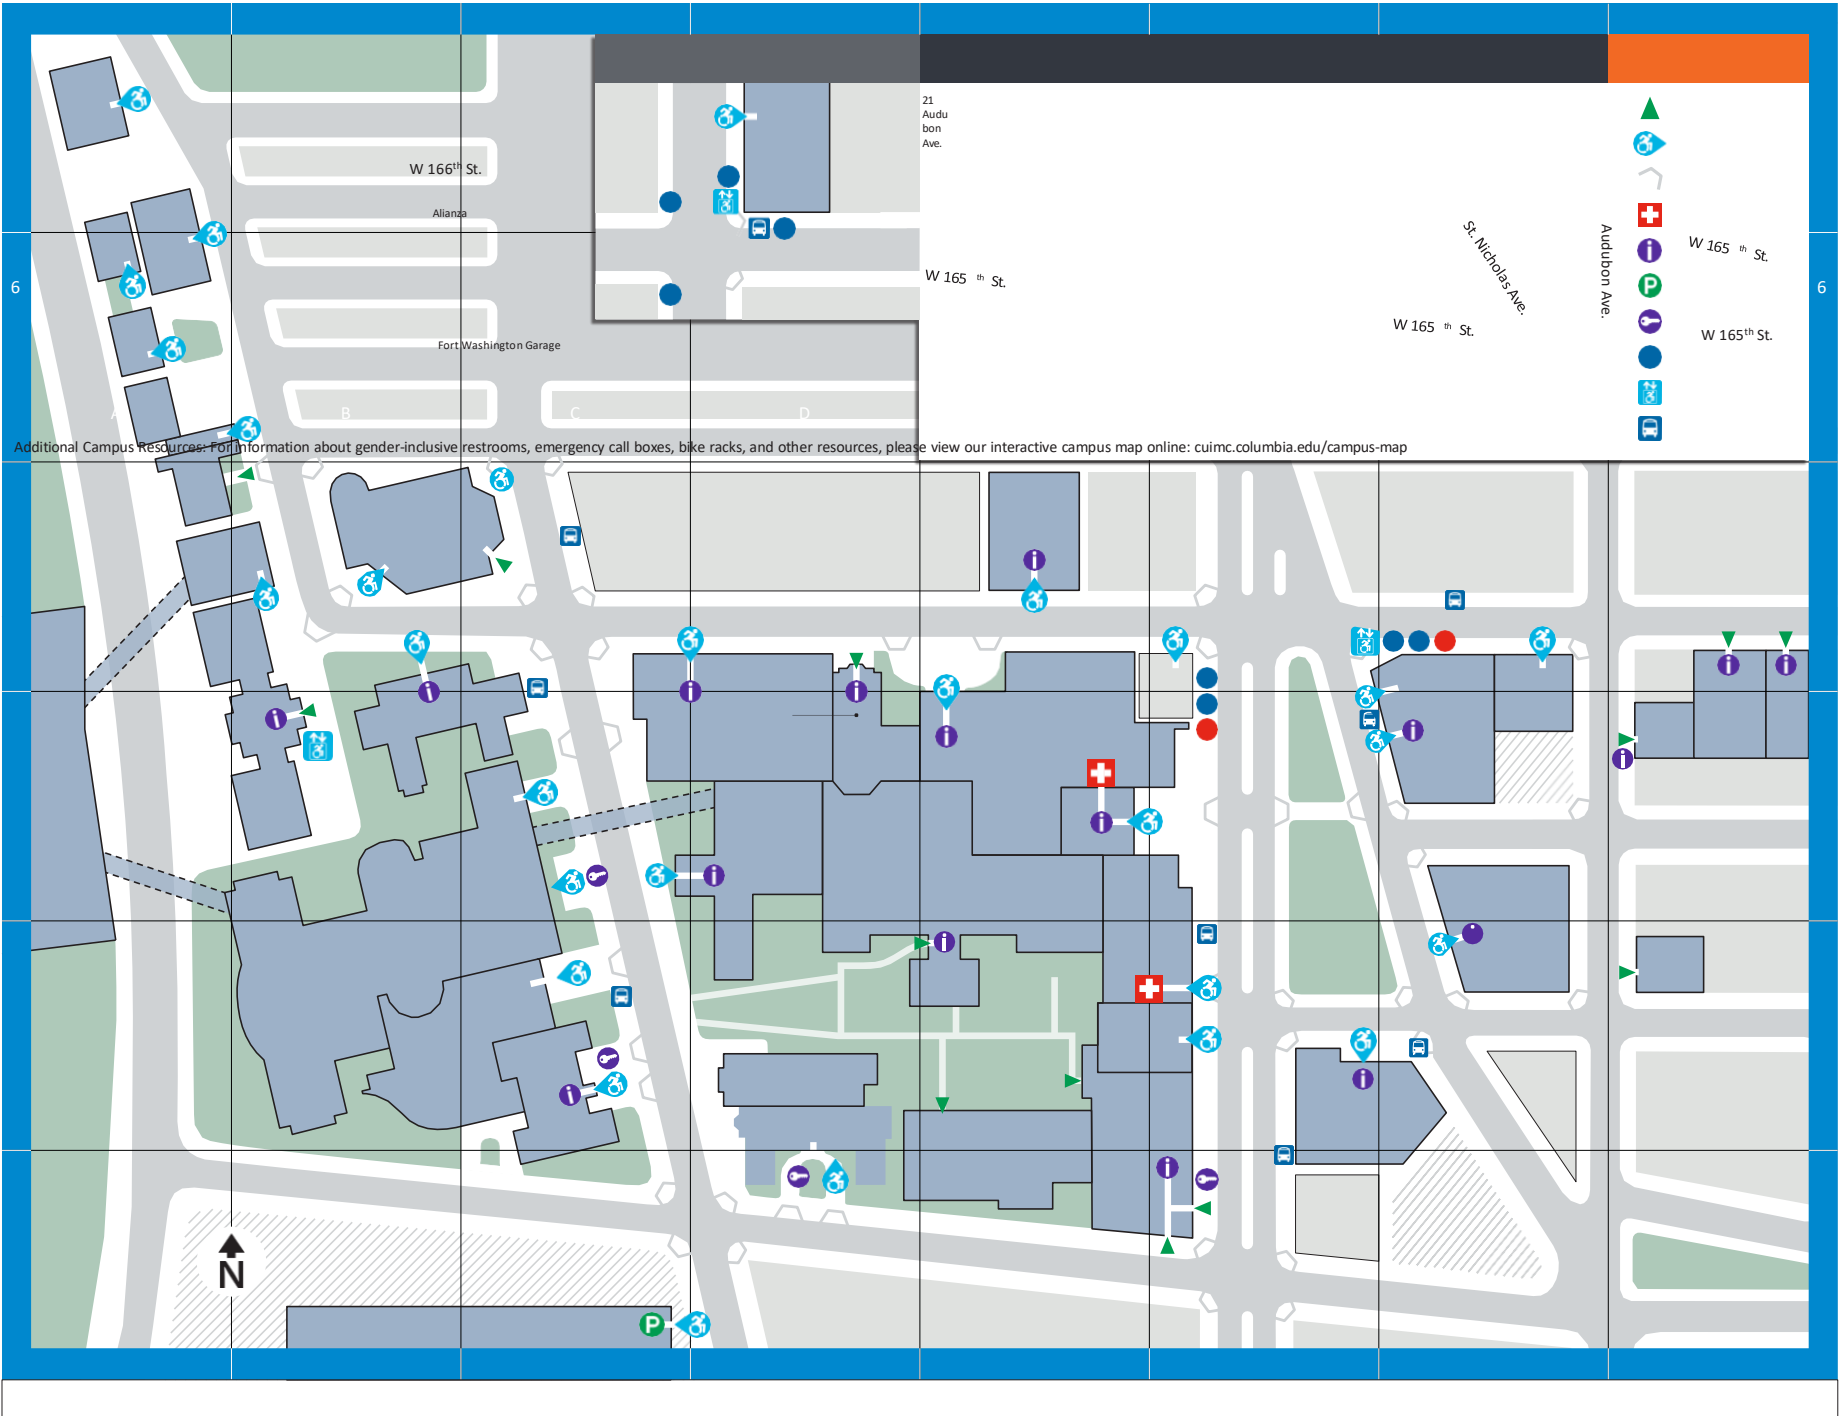 21
Audu
bon
Ave.
W 166th St.
Alianza
St. Nicholas Ave.
Audubon Ave.
W 165 th St.
W 165 th St.
6
6
W 165 th St.
W 165th St.
Fort Washington Garage
A
B
C
D
Additional Campus Resources: For information about gender-inclusive restrooms, emergency call boxes, bike racks, and other resources, please view our interactive campus map online: cuimc.columbia.edu/campus-map
N
P
P